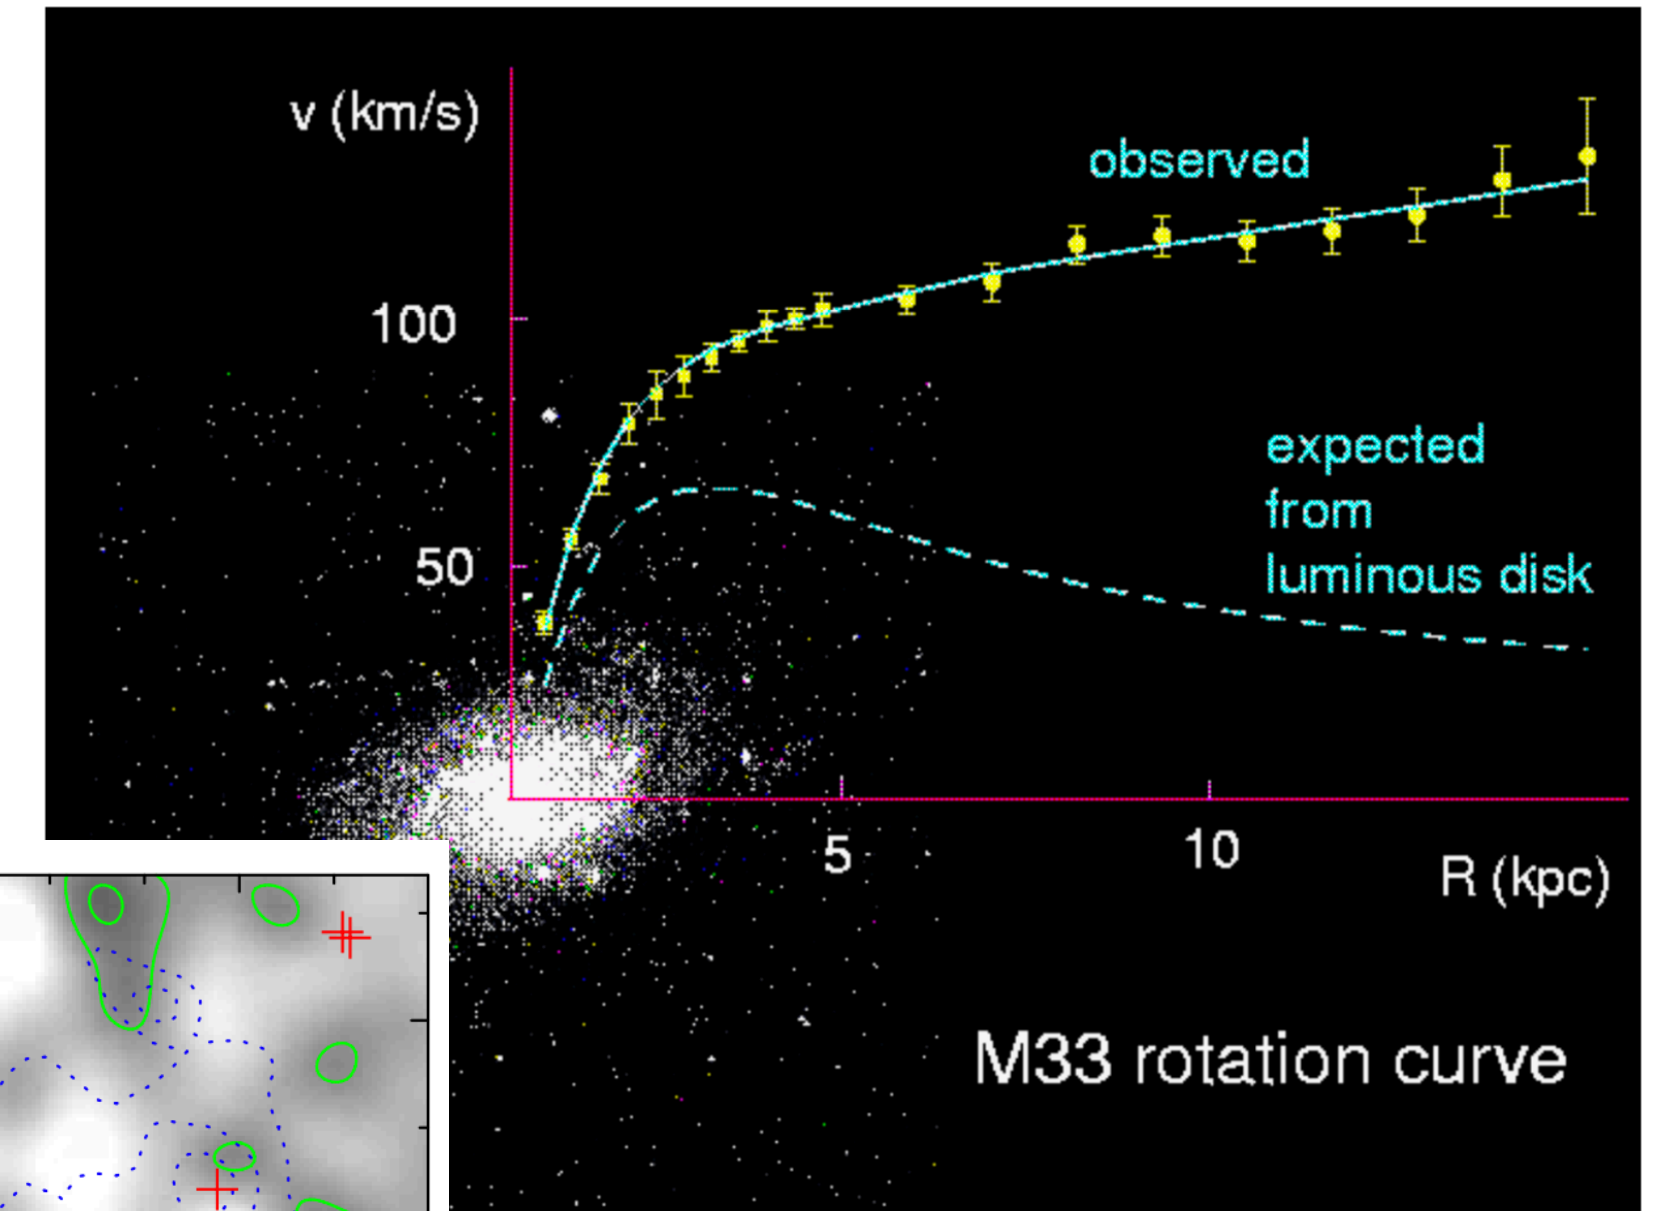 v (km/s)
observed
100
expected
from
luminous disk
50
5
10
R (kpc)
M33 rotation curve